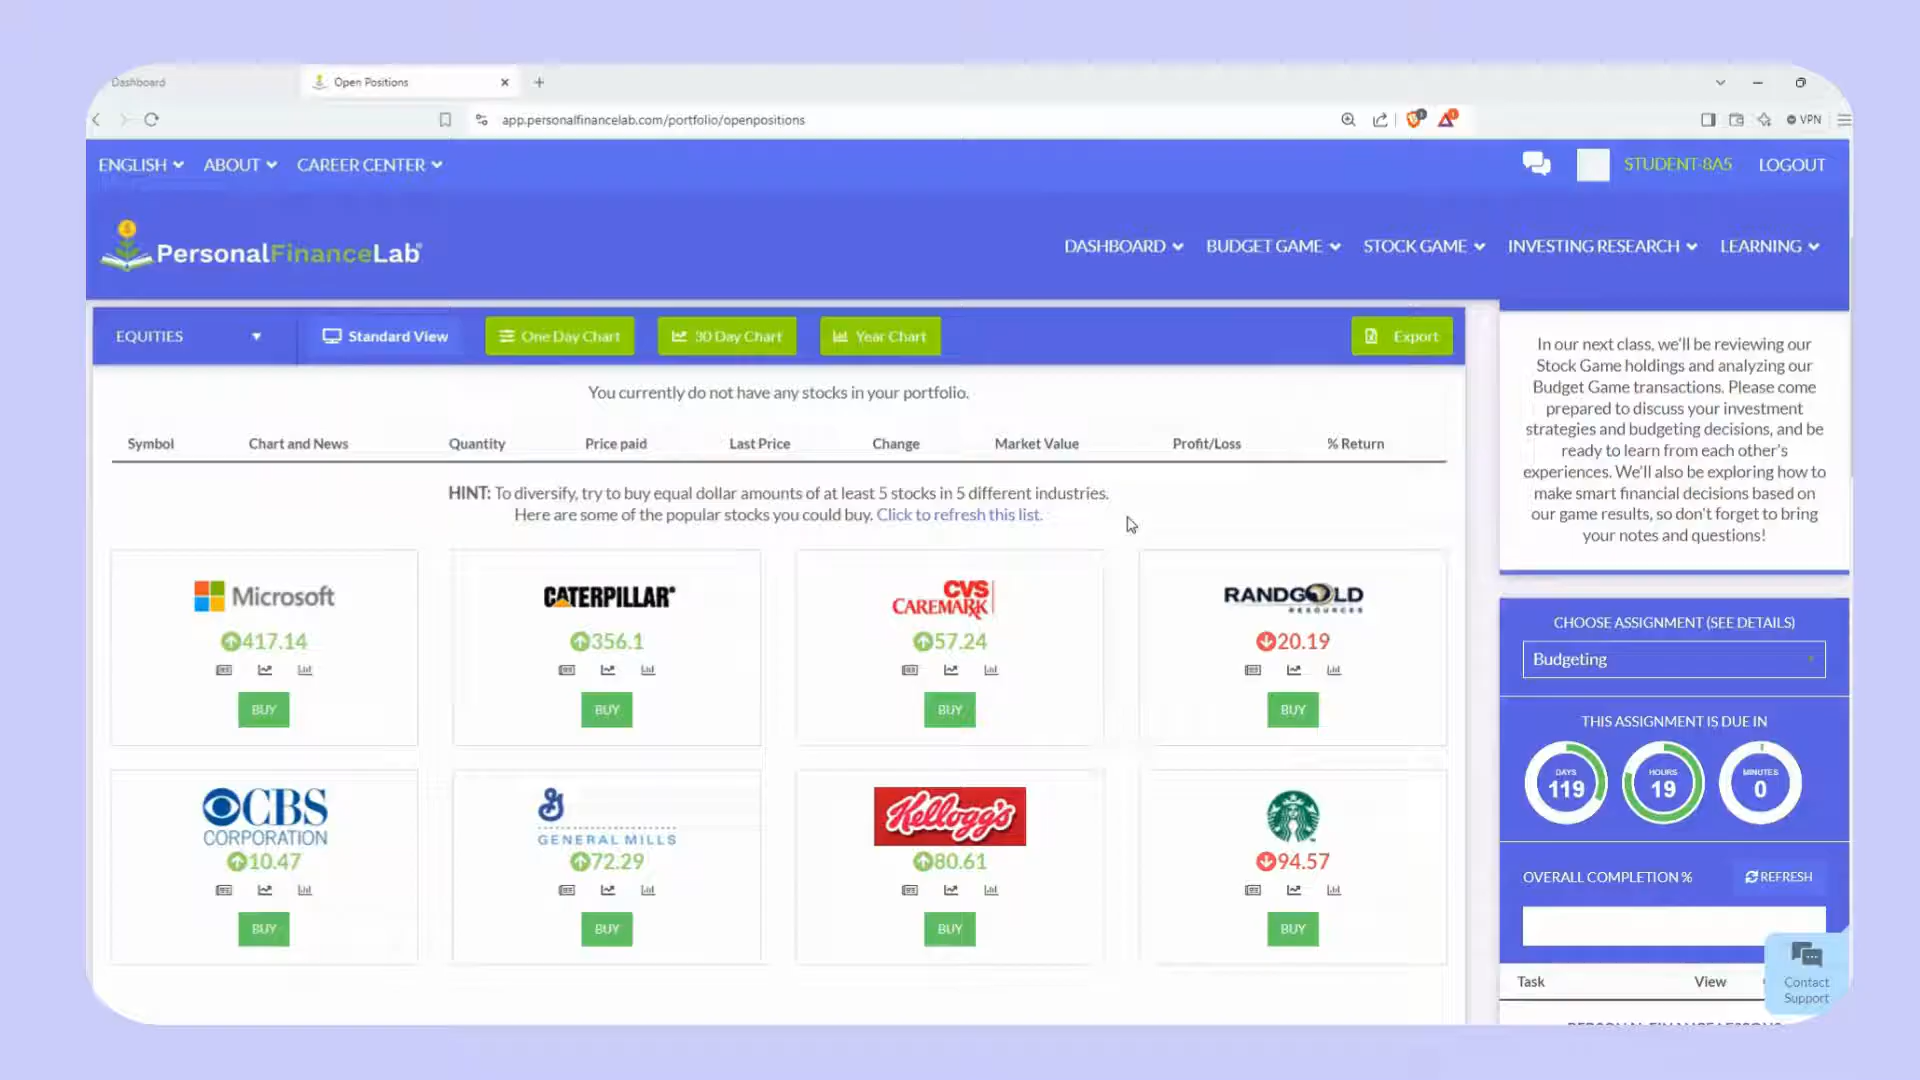 Dashboard
Open Positions
app.personalfinancelab.com/portfolio/openpositions
VPN
ENGLISH
ABOUT
CAREER CENTER
STUDENT-8A5
LOGOUT
PersonalFinanceLab
DASHBOARD
BUDGET GAME
STOCK GAME
INVESTING RESEARCH
LEARNING
EQUITIES
Standard View
One Day Chart
30 Day Chart
Year Chart
Export
You currently do not have any stocks in your portfolio.
Symbol
Chart and News
Quantity
Price paid
Last Price
Change
Market Value
Profit/Loss
% Return
HINT: To diversify, try to buy equal dollar amounts of at least 5 stocks in 5 different industries.
Here are some of the popular stocks you could buy. Click to refresh this list.
Microsoft
417.14
BUY
CATERPILLAR®
356.1
BUY
CVS
CAREMARK
57.24
BUY
RANDGOLD
RESOURCES
20.19
BUY
CBS
CORPORATION
10.47
BUY
G
GENERAL MILLS
72.29
BUY
Kellogg's
80.61
BUY
94.57
BUY
In our next class, we'll be reviewing our
Stock Game holdings and analyzing our
Budget Game transactions. Please come
prepared to discuss your investment
strategies and budgeting decisions, and be
ready to learn from each other's
experiences. We'll also be exploring how to
make smart financial decisions based on
our game results, so don't forget to bring
your notes and questions!
CHOOSE ASSIGNMENT (SEE DETAILS)
Budgeting
THIS ASSIGNMENT IS DUE IN
DAYS
119
HOURS
19
MINUTES
0
OVERALL COMPLETION %
REFRESH
Task
View
Contact
Support